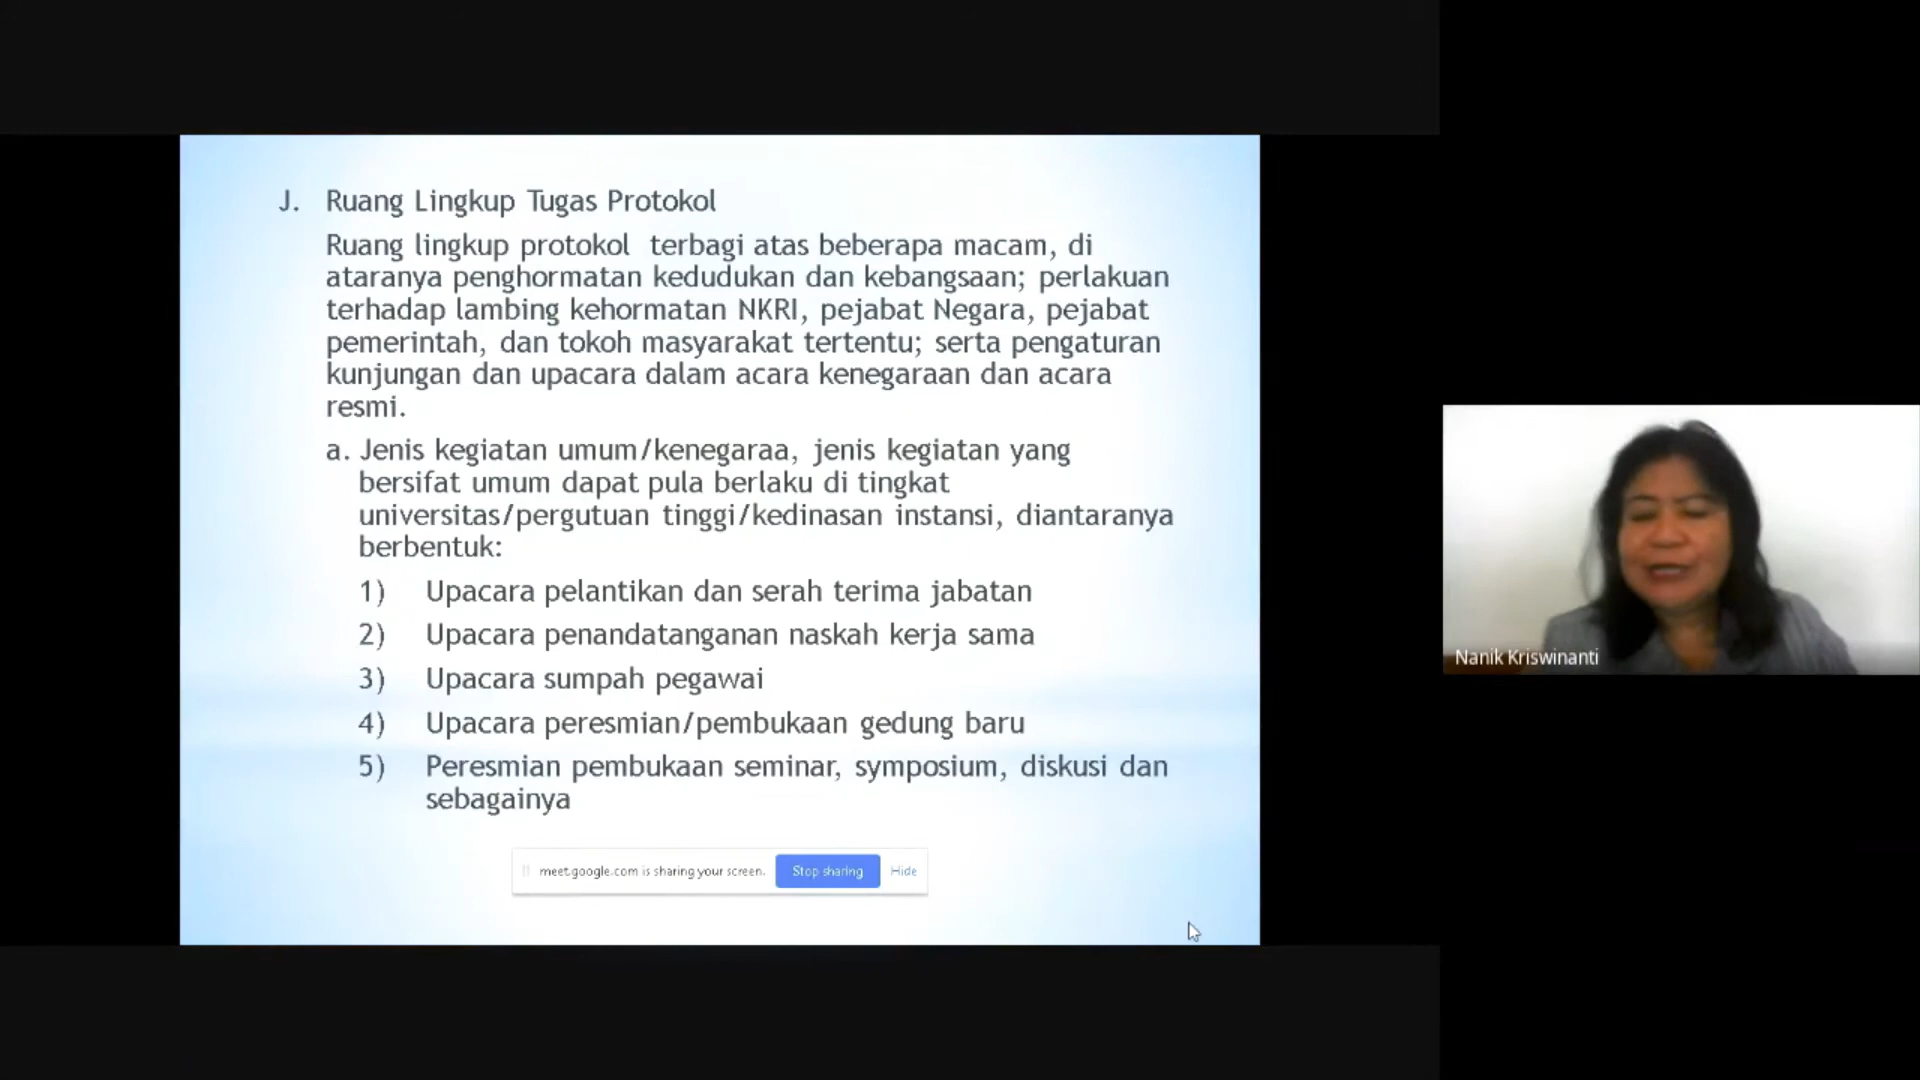 J. Ruang Lingkup Tugas Protokol
Ruang lingkup protokol terbagi atas beberapa macam, di
ataranya penghormatan kedudukan dan kebangsaan; perlakuan
terhadap lambing kehormatan NKRI, pejabat Negara, pejabat
pemerintah, dan tokoh masyarakat tertentu; serta pengaturan
kunjungan dan upacara dalam acara kenegaraan dan acara
resmi.
a. Jenis kegiatan umum/kenegaraa, jenis kegiatan yang
bersifat umum dapat pula berlaku di tingkat
universitas/pergutuan tinggi/kedinasan instansi, diantaranya
berbentuk:
1) Upacara pelantikan dan serah terima jabatan
2) Upacara penandatanganan naskah kerja sama
3) Upacara sumpah pegawai
4) Upacara peresmian/pembukaan gedung baru
5) Peresmian pembukaan seminar, symposium, diskusi dan
sebagainya
meet.google.com is sharing your screen. Stop sharing Hide
Nanik Kriswinanti